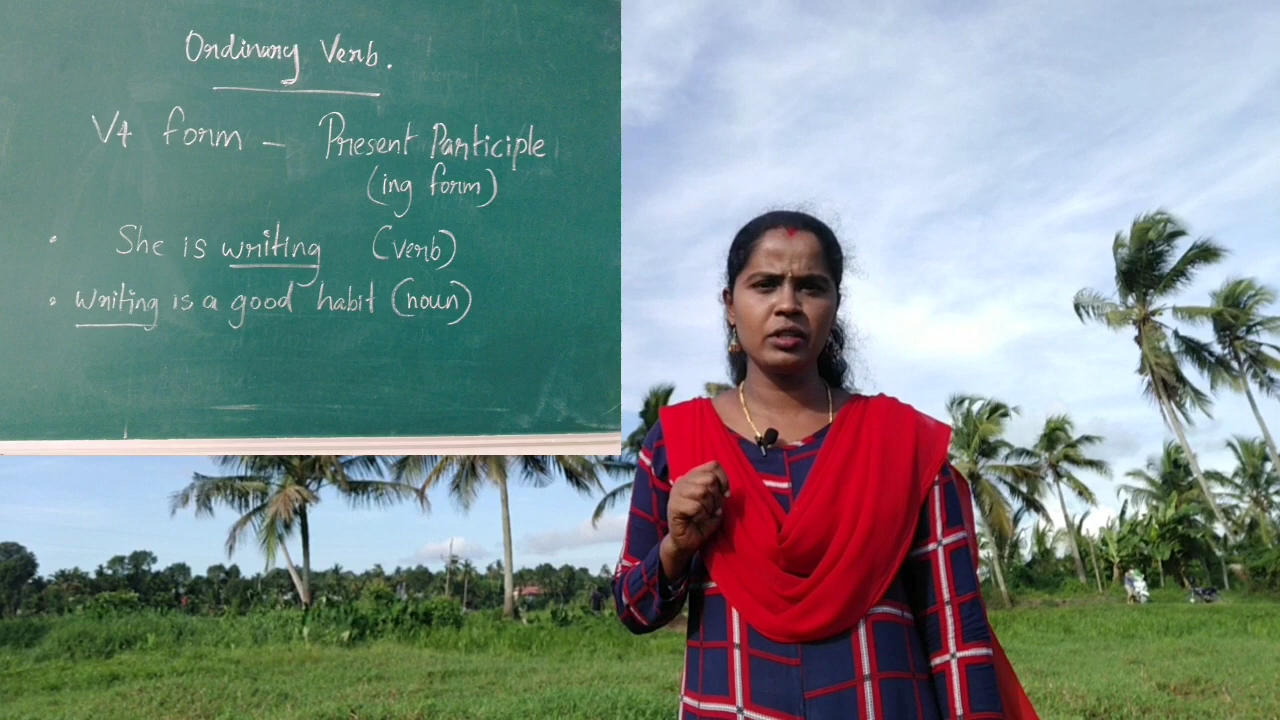 Ordinary Verb.
V4 form - Present Participle
(ing form)
• She is writing (verb)
• Writing is a good habit (noun)